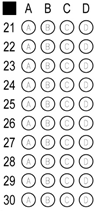 A B C D
21 A B C D
22 A B C D
23 A B C D
24 A B C D
25 A B C D
26 A B C D
27 A B C D
28 A B C D
29 A B C D
30 A B C D